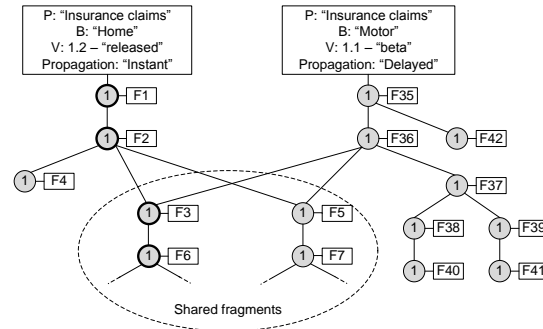 P: “Insurance claims”
B: “Home”
V: 1.2 – “released”
Propagation: “Instant”
P: “Insurance claims”
B: “Motor”
V: 1.1 – “beta”
Propagation: “Delayed”
1 F1
1 F35
1 F2
1 F36
1 F42
1 F4
1 F37
1 F3
1 F5
1 F38
1 F39
1 F6
1 F7
1 F40
1 F41
Shared fragments